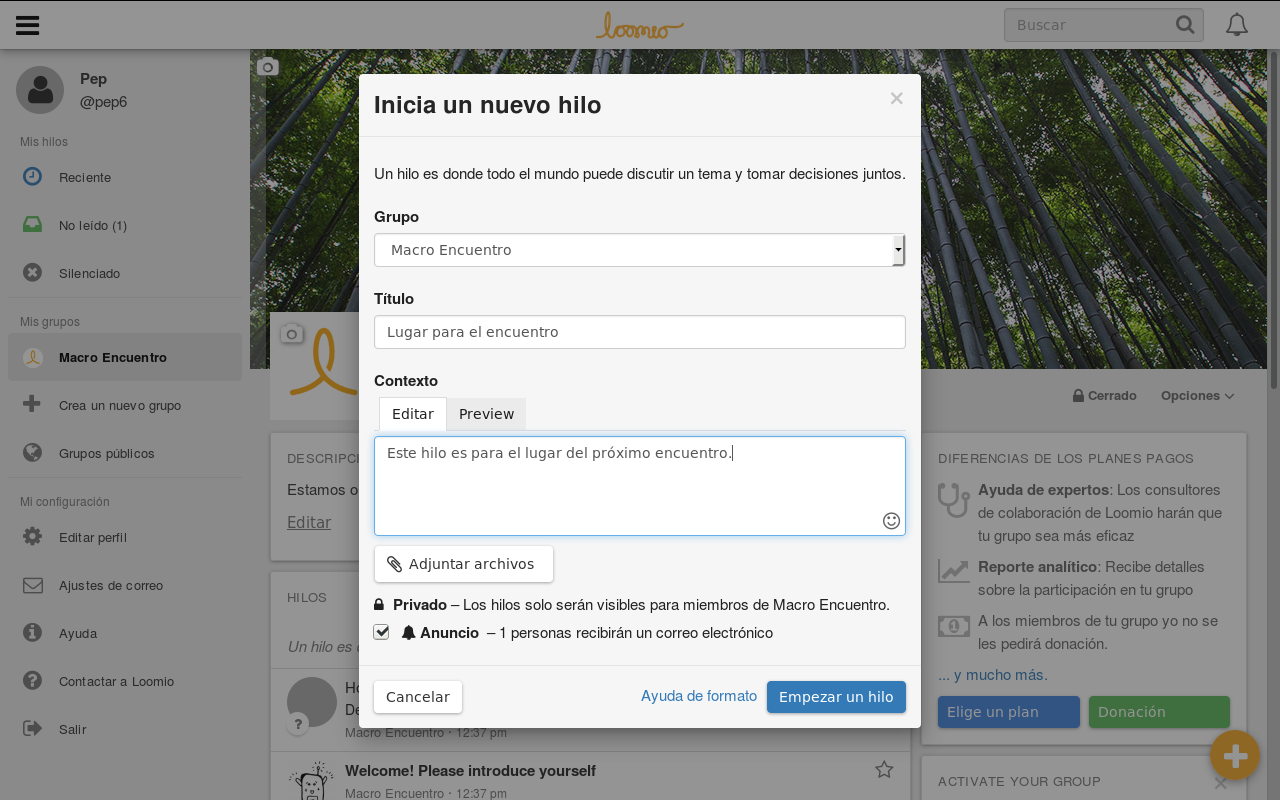 loomio
Buscar
Pep
@pep6
Mis hilos
Reciente
No leído (1)
Silenciado
Mis grupos
Macro Encuentro
Crea un nuevo grupo
Grupos públicos
Mi configuración
Editar perfil
Ajustes de correo
Ayuda
Contactar a Loomio
Salir
Inicia un nuevo hilo
×
Un hilo es donde todo el mundo puede discutir un tema y tomar decisiones juntos.
Grupo
Macro Encuentro
Título
Lugar para el encuentro
Contexto
Editar
Preview
Este hilo es para el lugar del próximo encuentro.
Adjuntar archivos
Privado – Los hilos solo serán visibles para miembros de Macro Encuentro.
Anuncio – 1 personas recibirán un correo electrónico
Cancelar
Ayuda de formato
Empezar un hilo
Cerrado
Opciones
DESCRIPC
Estamos o
Editar
HILOS
Un hilo es
Ho
De
?
Macro Encuentro · 12:37 pm
Welcome! Please introduce yourself
Macro Encuentro · 12:37 pm
DIFERENCIAS DE LOS PLANES PAGOS
Ayuda de expertos: Los consultores
de colaboración de Loomio harán que
tu grupo sea más eficaz
Reporte analítico: Recibe detalles
sobre la participación en tu grupo
A los miembros de tu grupo yo no se
les pedirá donación.
... y mucho más.
Elige un plan
Donación
ACTIVATE YOUR GROUP
×